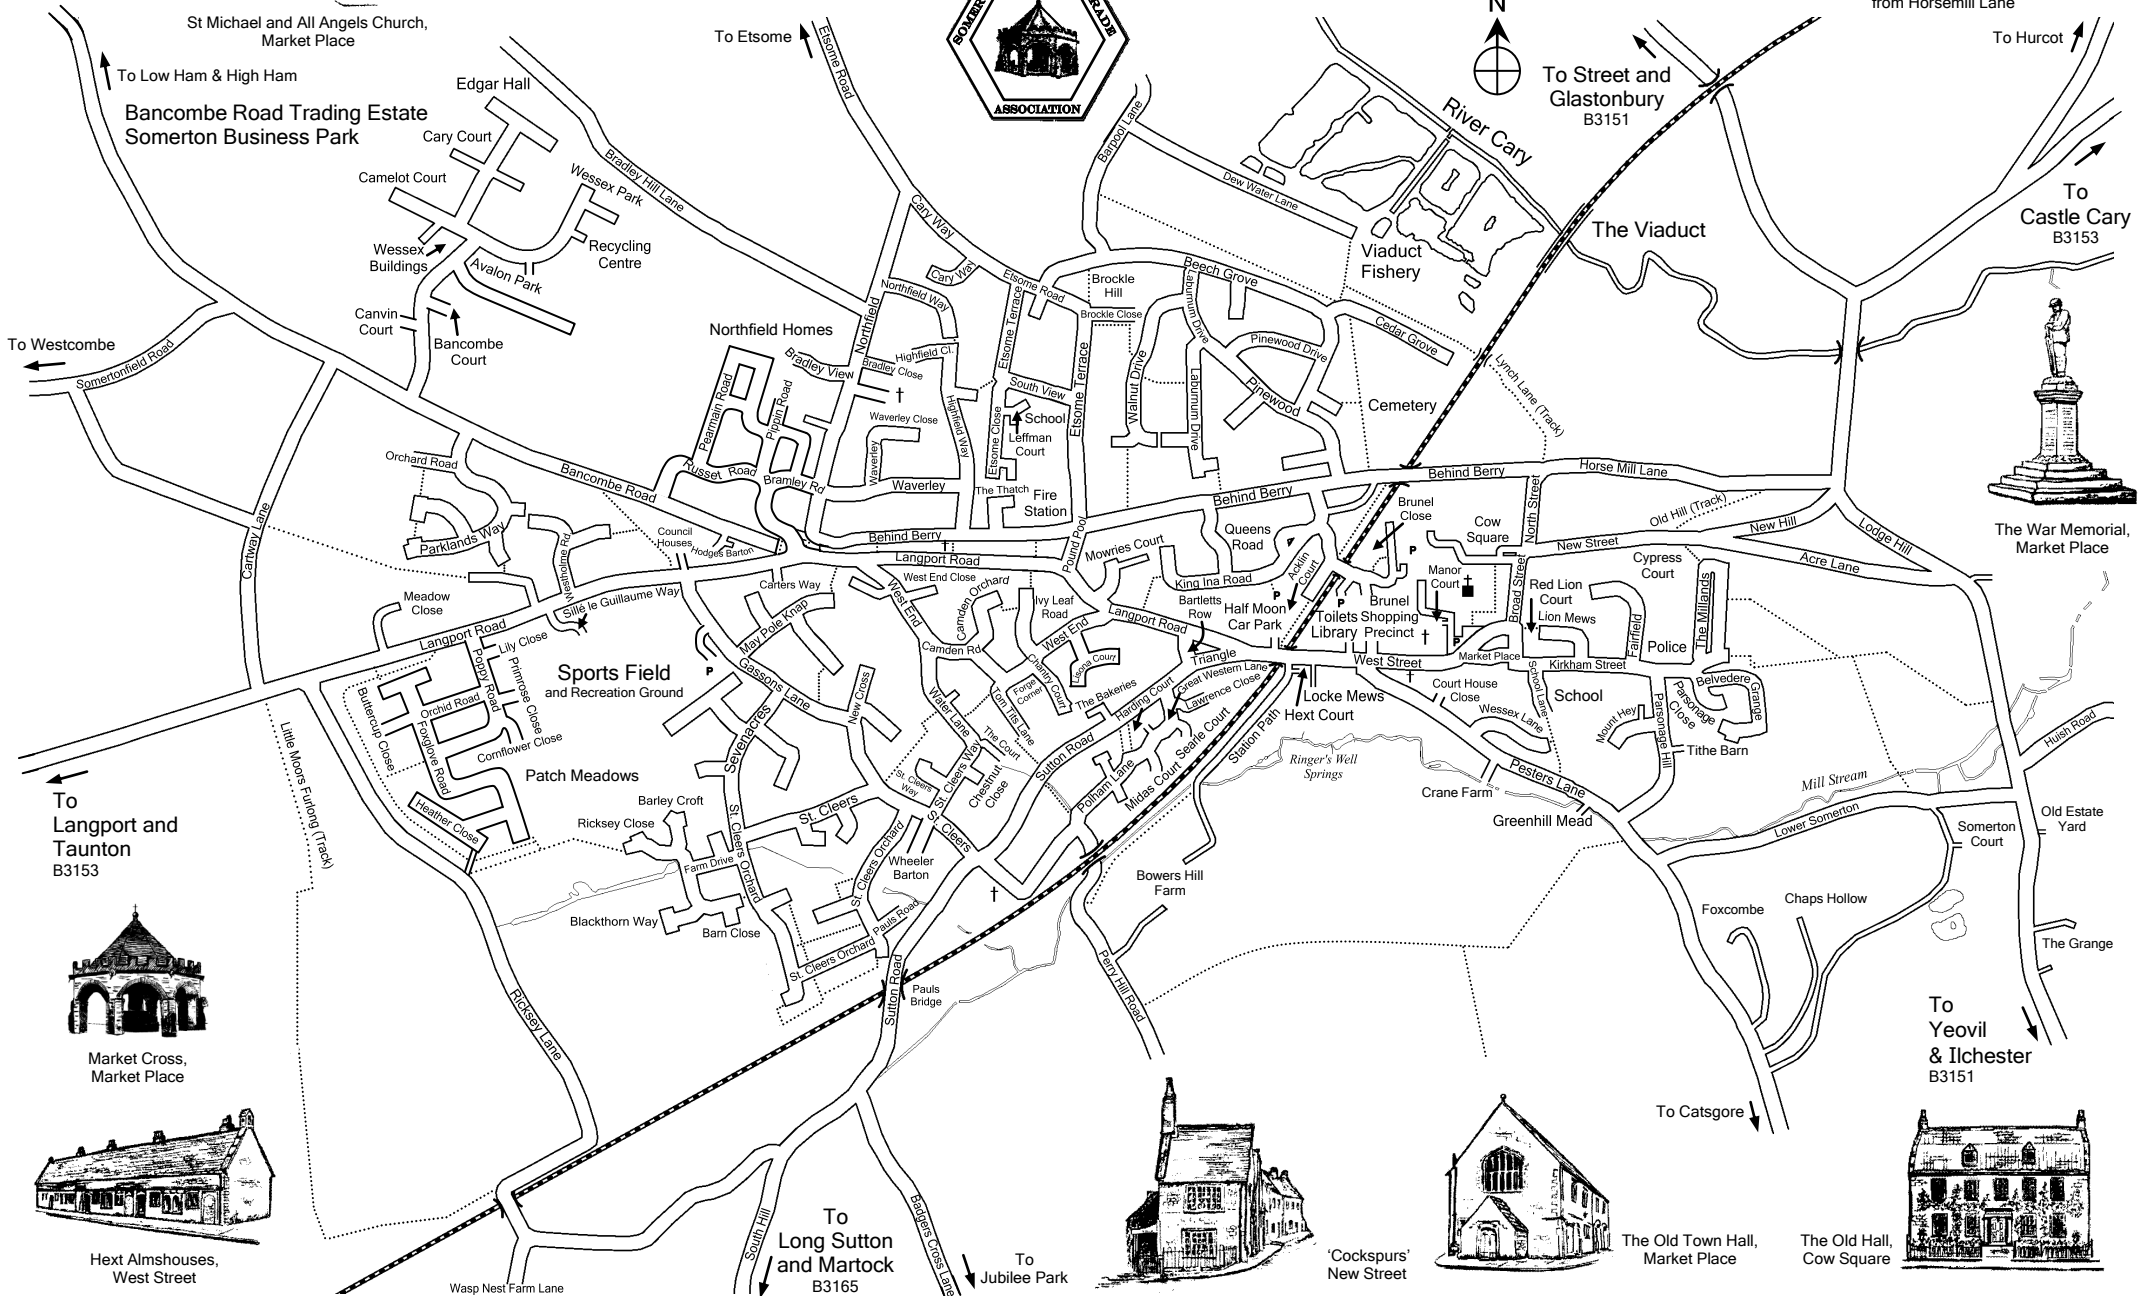 St Michael and All Angels Church,
Market Place
To Low Ham & High Ham
Bancombe Road Trading Estate
Somerton Business Park
Edgar Hall
Cary Court
Camelot Court
Wessex Park
Wessex
Buildings
Recycling
Centre
Avalon Park
Canvin
Court
Bancombe
Court
Bradley Hill Lane
To Etsome
Etsome Road
ASSOCIATION
N
from Horsemill Lane
To Hurcot
To Street and
Glastonbury
B3151
River Cary
Barpool Lane
Dew Water Lane
Viaduct
Fishery
The Viaduct
To
Castle Cary
B3153
To Westcombe
Somertonfield Road
Cary Way
Cary Way
Northfield Way
Etsome Road
Brockle
Hill
Brockle Close
Beech Grove
Cedar Grove
Northfield Homes
Northfield
Bradley View
Bradley Close
Highfield Cl.
Etsome Terrace
Etsome Terrace
Laburnum Drive
Laburnum Drive
Pinewood Drive
Pinewood
Walnut Drive
Lynch Lane (Track)
Cemetery
South View
School
Leffman
Court
Etsome Close
Highfield Way
Waverley Close
Waverley
Waverley
Pearmain Road
Pippin Road
Russet Road
Bramley Rd
The Thatch
Fire
Station
Orchard Road
Bancombe Road
Parklands Way
Westholme Rd
Council
Houses
Hodges Barton
Cartway Lane
Behind Berry
Behind Berry
Behind Berry
Horse Mill Lane
Langport Road
Pound Pool
Mowries Court
Queens
Road
King Ina Road
Acklin
Court
P
P
P
P
P
P
Brunel
Close
Cow
Square
North Street
Old Hill (Track)
New Hill
New Street
Cypress
Court
Acre Lane
Lodge Hill
The War Memorial,
Market Place
Meadow
Close
Sillé le Guillaume Way
Carters Way
West End Close
West End
Camden Orchard
Camden Rd
Ivy Leaf
Road
West End
Langport Road
Bartletts
Row
Half Moon
Car Park
Toilets
Library
Brunel
Shopping
Precinct
Manor
Court
Broad Street
Red Lion
Court
Lion Mews
Fairfield
Police
The Millands
Langport Road
Lily Close
Poppy Road
Primrose Close
Orchid Road
Buttercup Close
Foxglove Road
Cornflower Close
Patch Meadows
Heather Close
Sports Field
and Recreation Ground
May Pole Knap
Gassons Lane
New Cross
Sevenacres
Water Lane
Chantry Court
Lisona Court
Forge
Corner
Tom Tits Lane
The Bakeries
Harding Court
Triangle
Great Western Lane
Lawrence Close
West Street
Market Place
Kirkham Street
School Lane
School
Locke Mews
Hext Court
Court House
Close
Wessex Lane
Mount Hey
Parsonage Hill
Parsonage
Close
Belvedere
Grange
Tithe Barn
Huish Road
Little Moors Furlong (Track)
To
Langport and
Taunton
B3153
The Court
St. Cleers
Way
St. Cleers Way
Chestnut
Close
Sutton Road
Polham Lane
Midas Court
Searle Court
Station Path
Ringer's Well
Springs
Crane Farm
Pesters Lane
Greenhill Mead
Mill Stream
Lower Somerton
Old Estate
Yard
Somerton
Court
Barley Croft
Ricksey Close
Farm Drive
St. Cleers
St. Cleers
St. Cleers Orchard
St. Cleers Orchard
St. Cleers Orchard
Wheeler
Barton
Pauls Road
Blackthorn Way
Barn Close
Bowers Hill
Farm
Foxcombe
Chaps Hollow
The Grange
Ricksey Lane
Sutton Road
Pauls
Bridge
Perry Hill Road
To
Yeovil
& Ilchester
B3151
To Catsgore
Market Cross,
Market Place
Hext Almshouses,
West Street
Wasp Nest Farm Lane
South Hill
To
Long Sutton
and Martock
B3165
Badgers Cross Lane
To
Jubilee Park
'Cockspurs'
New Street
The Old Town Hall,
Market Place
The Old Hall,
Cow Square